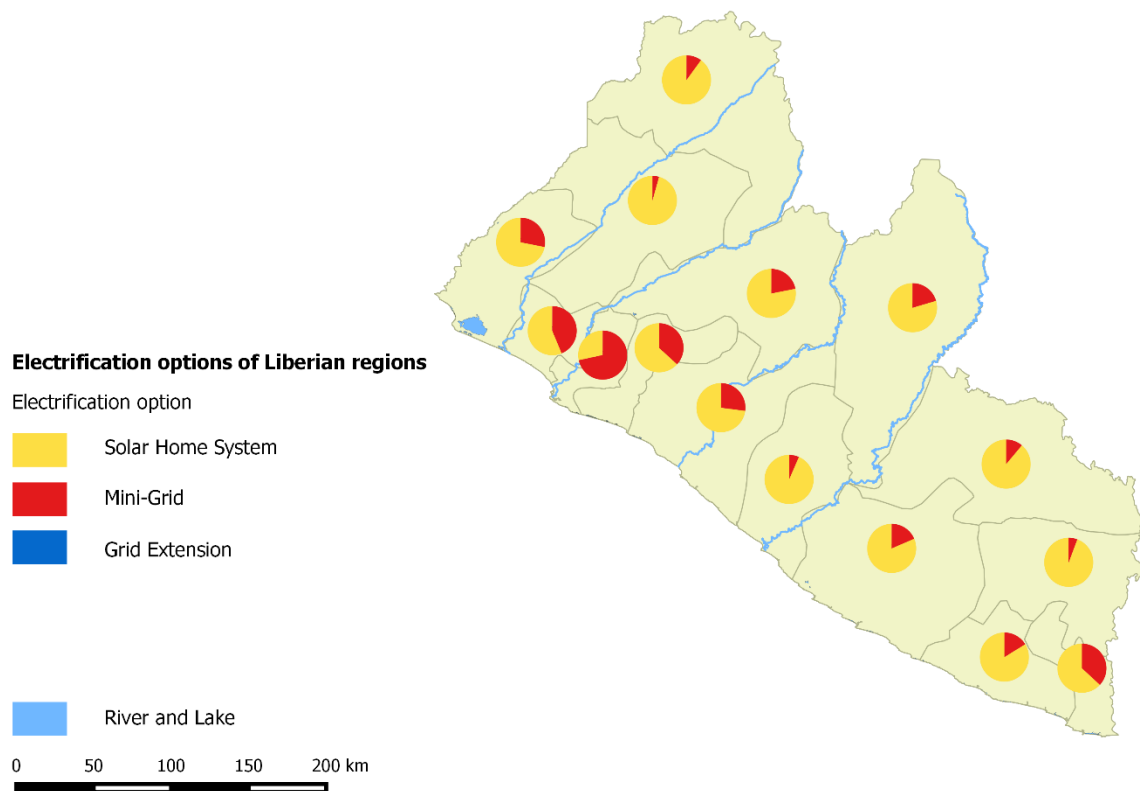 Electrification options of Liberian regions
Electrification option
Solar Home System
Mini-Grid
Grid Extension
River and Lake
0 50 100 150 200 km